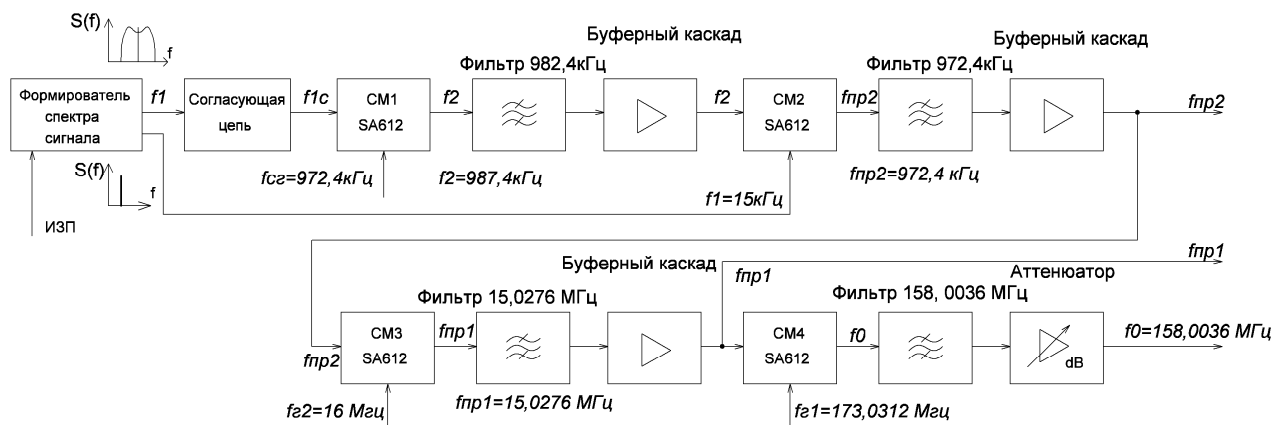 S(f)
f
Буферный каскад
Буферный каскад
Фильтр 982,4кГц
Фильтр 972,4кГц
Формирователь
спектра
сигнала
f1
Согласующая
цепь
f1c
СМ1
SA612
f2
f2
СМ2
SA612
fпр2
fпр2
S(f)
f
fсг=972,4кГц
f2=987,4кГц
f1=15кГц
fпр2=972,4 кГц
ИЗП
Буферный каскад
fпр1
fпр1
Аттенюатор
Фильтр 15,0276 МГц
Фильтр 158, 0036 МГц
fпр2
СМ3
SA612
fпр1
СМ4
SA612
f0
dB
f0=158,0036 МГц
fг2=16 Мгц
fпр1=15,0276 МГц
fг1=173,0312 Мгц